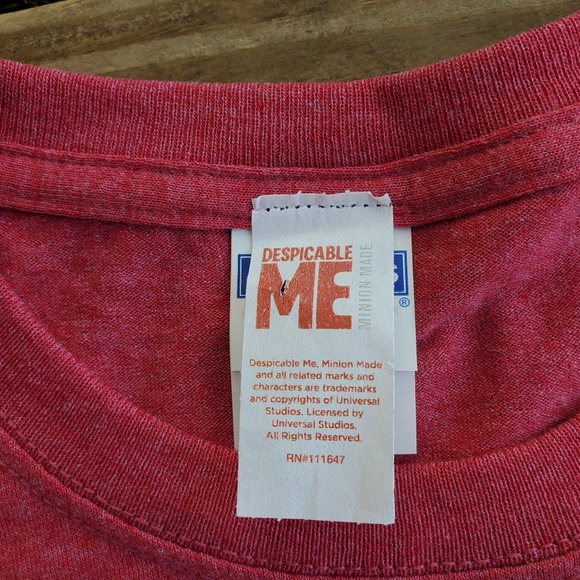 DESPICABLE
ME
MINION MADE
®
Despicable Me, Minion Made
and all related marks and
characters are trademarks
and copyrights of Universal
Studios. Licensed by
Universal Studios.
All Rights Reserved.
RN#111647